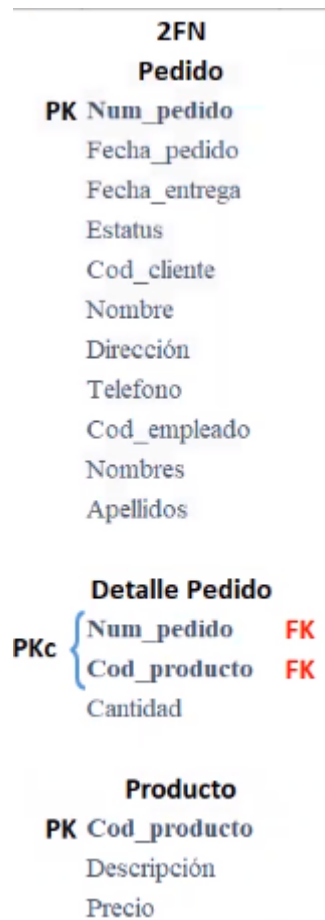 2FN
Pedido
PK Num_pedido
Fecha_pedido
Fecha_entrega
Estatus
Cod_cliente
Nombre
Dirección
Telefono
Cod_empleado
Nombres
Apellidos
Detalle Pedido
PKc Num_pedido FK
Cod_producto FK
Cantidad
Producto
PK Cod_producto
Descripción
Precio